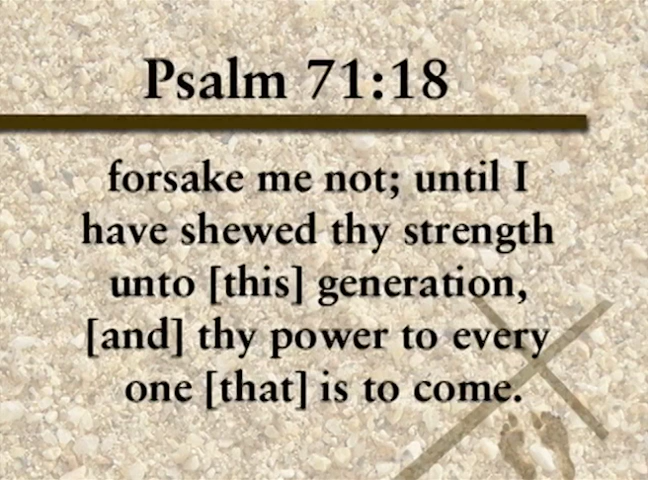 Psalm 71:18
forsake me not; until I
have shewed thy strength
unto [this] generation,
[and] thy power to every
one [that] is to come.